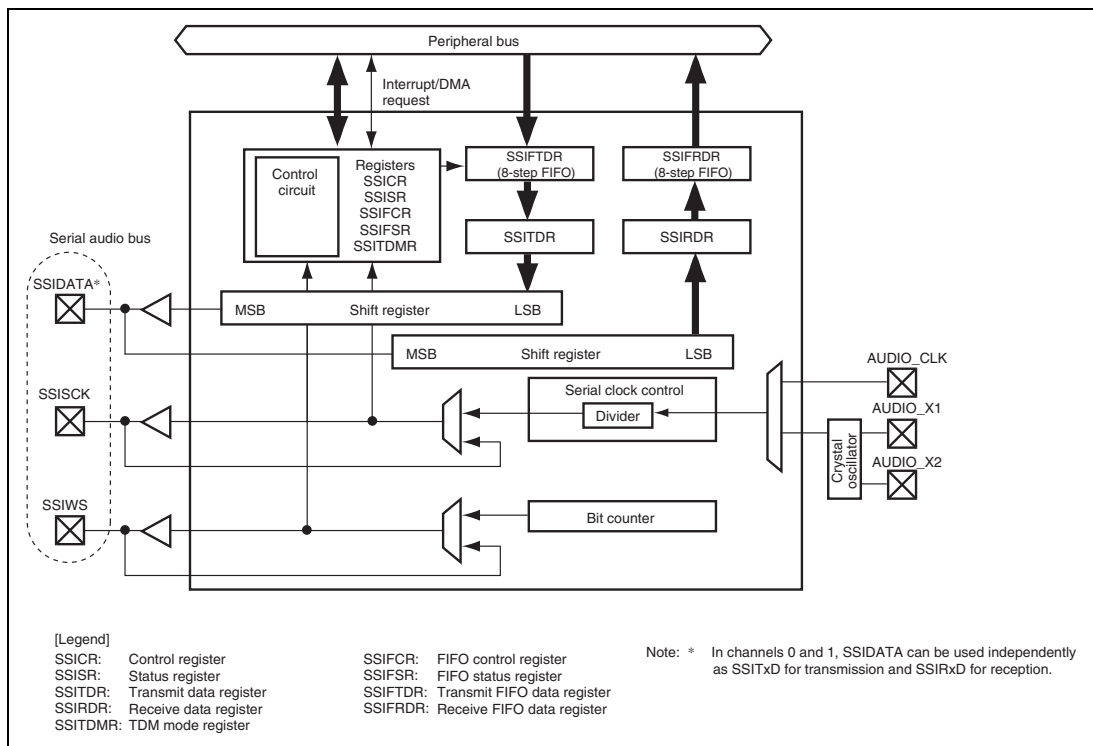 Peripheral bus
Interrupt/DMA
request
Control
circuit
Registers
SSICR
SSISR
SSIFCR
SSIFSR
SSITDMR
SSIFTDR
(8-step FIFO)
SSIFRDR
(8-step FIFO)
SSITDR
SSIRDR
Serial audio bus
SSIDATA*
MSB Shift register LSB
MSB Shift register LSB
SSISCK
Serial clock control
Divider
AUDIO_CLK
AUDIO_X1
AUDIO_X2
Crystal
oscillator
SSIWS
Bit counter
[Legend]
SSICR: Control register
SSISR: Status register
SSITDR: Transmit data register
SSIRDR: Receive data register
SSITDMR: TDM mode register
SSIFCR: FIFO control register
SSIFSR: FIFO status register
SSIFTDR: Transmit FIFO data register
SSIFRDR: Receive FIFO data register
Note: * In channels 0 and 1, SSIDATA can be used independently
as SSITxD for transmission and SSIRxD for reception.